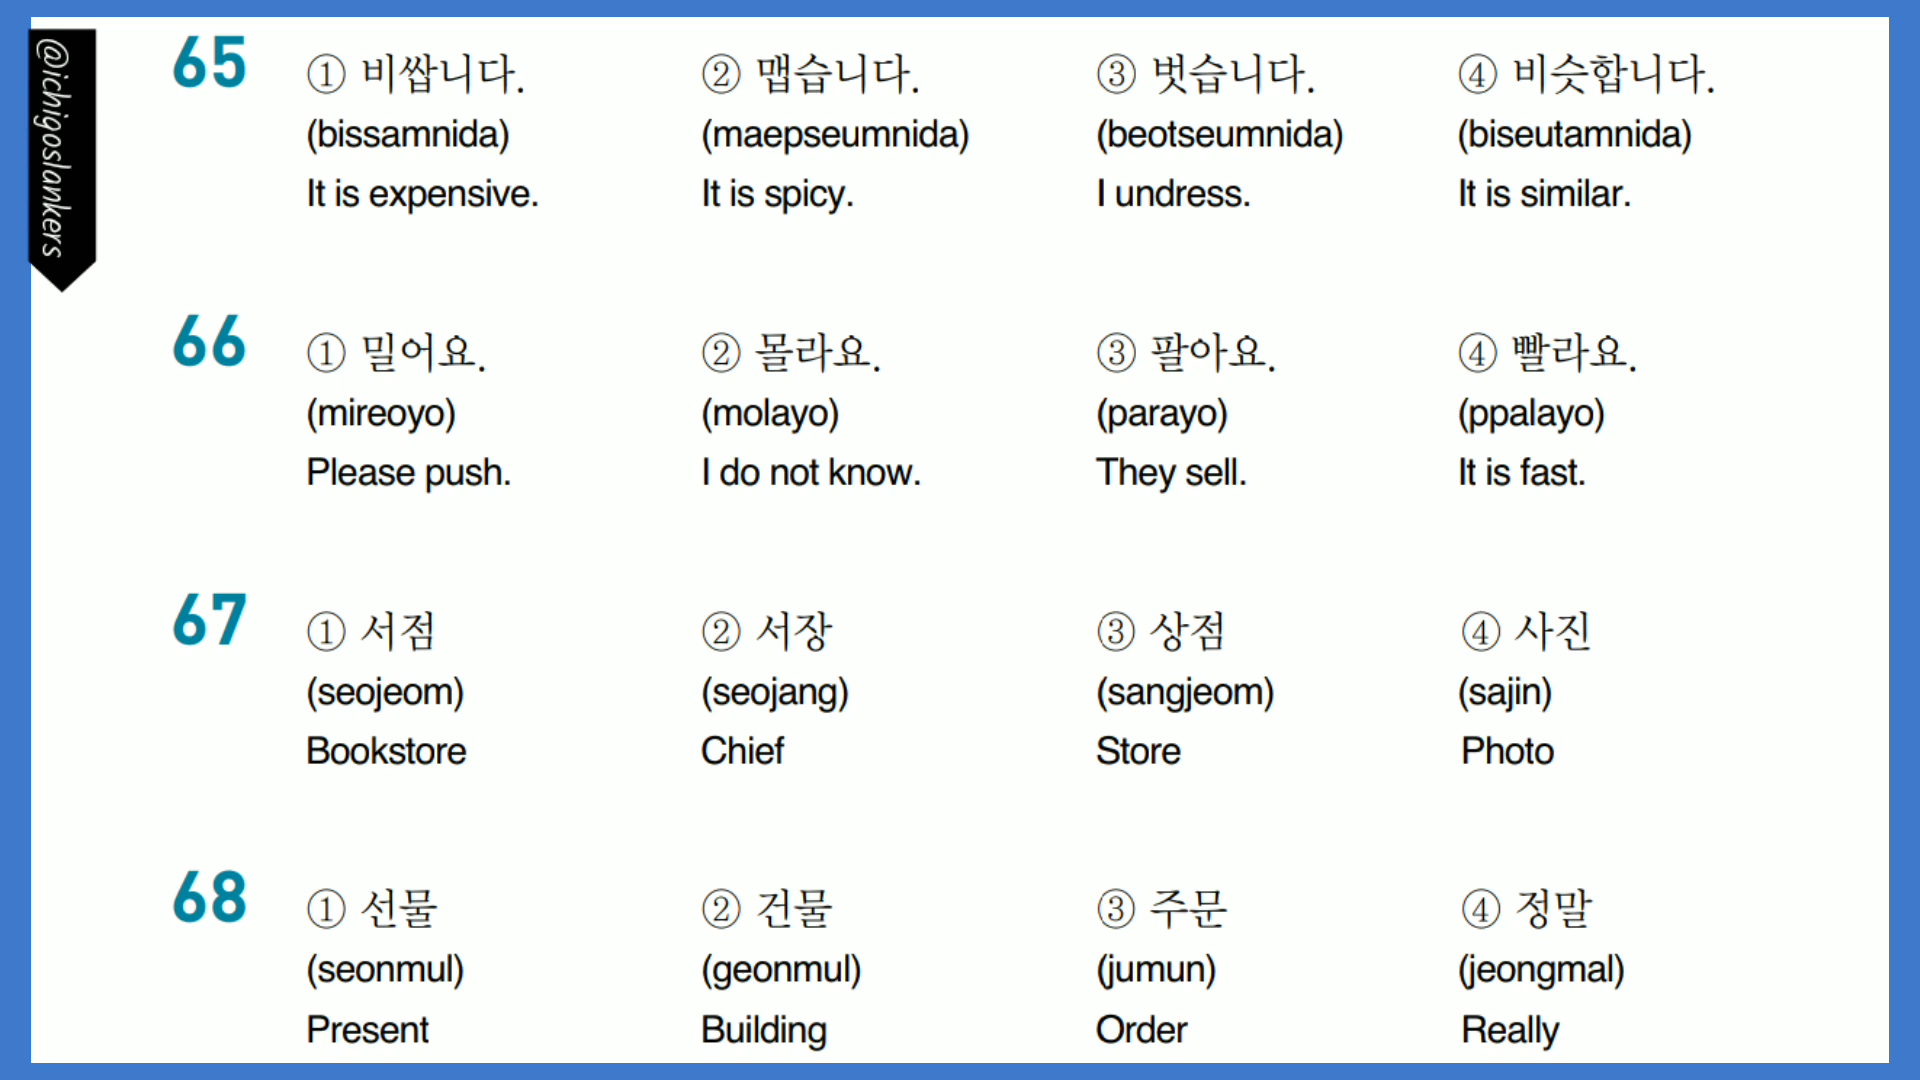 @ichigoslankers
65 ① 비쌉니다. ② 맵습니다. ③ 벗습니다. ④ 비슷합니다.
(bissamnida) (maepseumnida) (beotseumnida) (biseutamnida)
It is expensive. It is spicy. I undress. It is similar.
66 ① 밀어요. ② 몰라요. ③ 팔아요. ④ 빨라요.
(mireoyo) (molayo) (parayo) (ppalayo)
Please push. I do not know. They sell. It is fast.
67 ① 서점 ② 서장 ③ 상점 ④ 사진
(seojeom) (seojang) (sangjeom) (sajin)
Bookstore Chief Store Photo
68 ① 선물 ② 건물 ③ 주문 ④ 정말
(seonmul) (geonmul) (jumun) (jeongmal)
Present Building Order Really